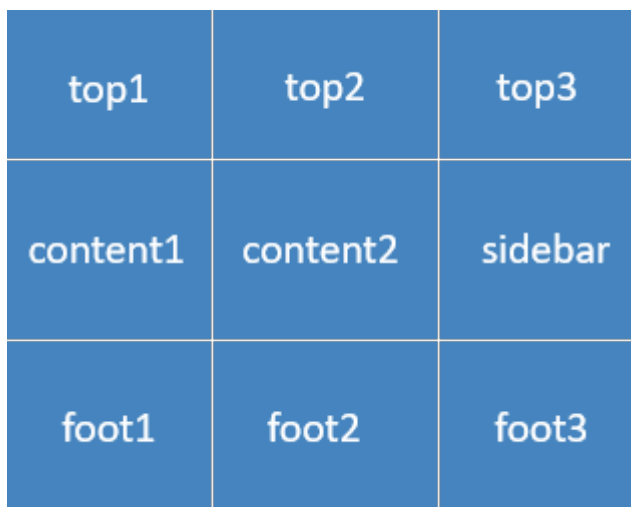 top1 top2 top3
content1 content2 sidebar
foot1 foot2 foot3